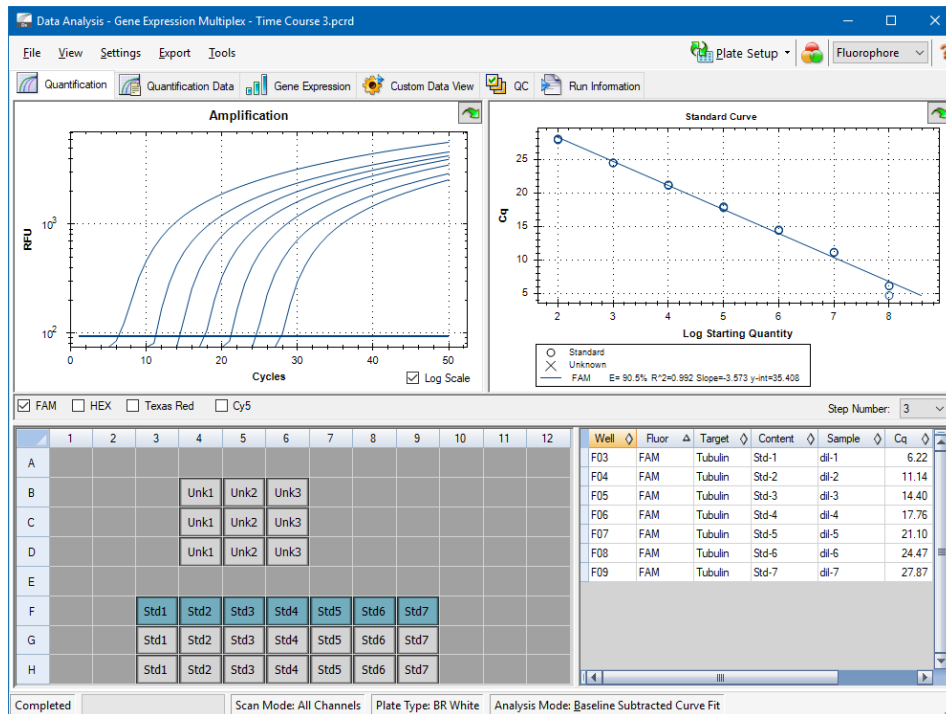 Data Analysis - Gene Expression Multiplex - Time Course 3.pcrd
File View Settings Export Tools Plate Setup Fluorophore ?
Quantification Quantification Data Gene Expression Custom Data View QC Run Information
Amplification
RFU
10^3
10^2
0 10 20 30 40 50
Cycles
Log Scale
Standard Curve
Cq
25
20
15
10
5
2 3 4 5 6 7 8
Log Starting Quantity
Standard
Unknown
FAM E= 90.5% R^2=0.992 Slope=-3.573 y-int=35.408
FAM HEX Texas Red Cy5 Step Number: 3
1 2 3 4 5 6 7 8 9 10 11 12
A
B Unk1 Unk2 Unk3
C Unk1 Unk2 Unk3
D Unk1 Unk2 Unk3
E
F Std1 Std2 Std3 Std4 Std5 Std6 Std7
G Std1 Std2 Std3 Std4 Std5 Std6 Std7
H Std1 Std2 Std3 Std4 Std5 Std6 Std7
Well Fluor Target Content Sample Cq
F03 FAM Tubulin Std-1 dil-1 6.22
F04 FAM Tubulin Std-2 dil-2 11.14
F05 FAM Tubulin Std-3 dil-3 14.40
F06 FAM Tubulin Std-4 dil-4 17.76
F07 FAM Tubulin Std-5 dil-5 21.10
F08 FAM Tubulin Std-6 dil-6 24.47
F09 FAM Tubulin Std-7 dil-7 27.87
Completed Scan Mode: All Channels Plate Type: BR White Analysis Mode: Baseline Subtracted Curve Fit